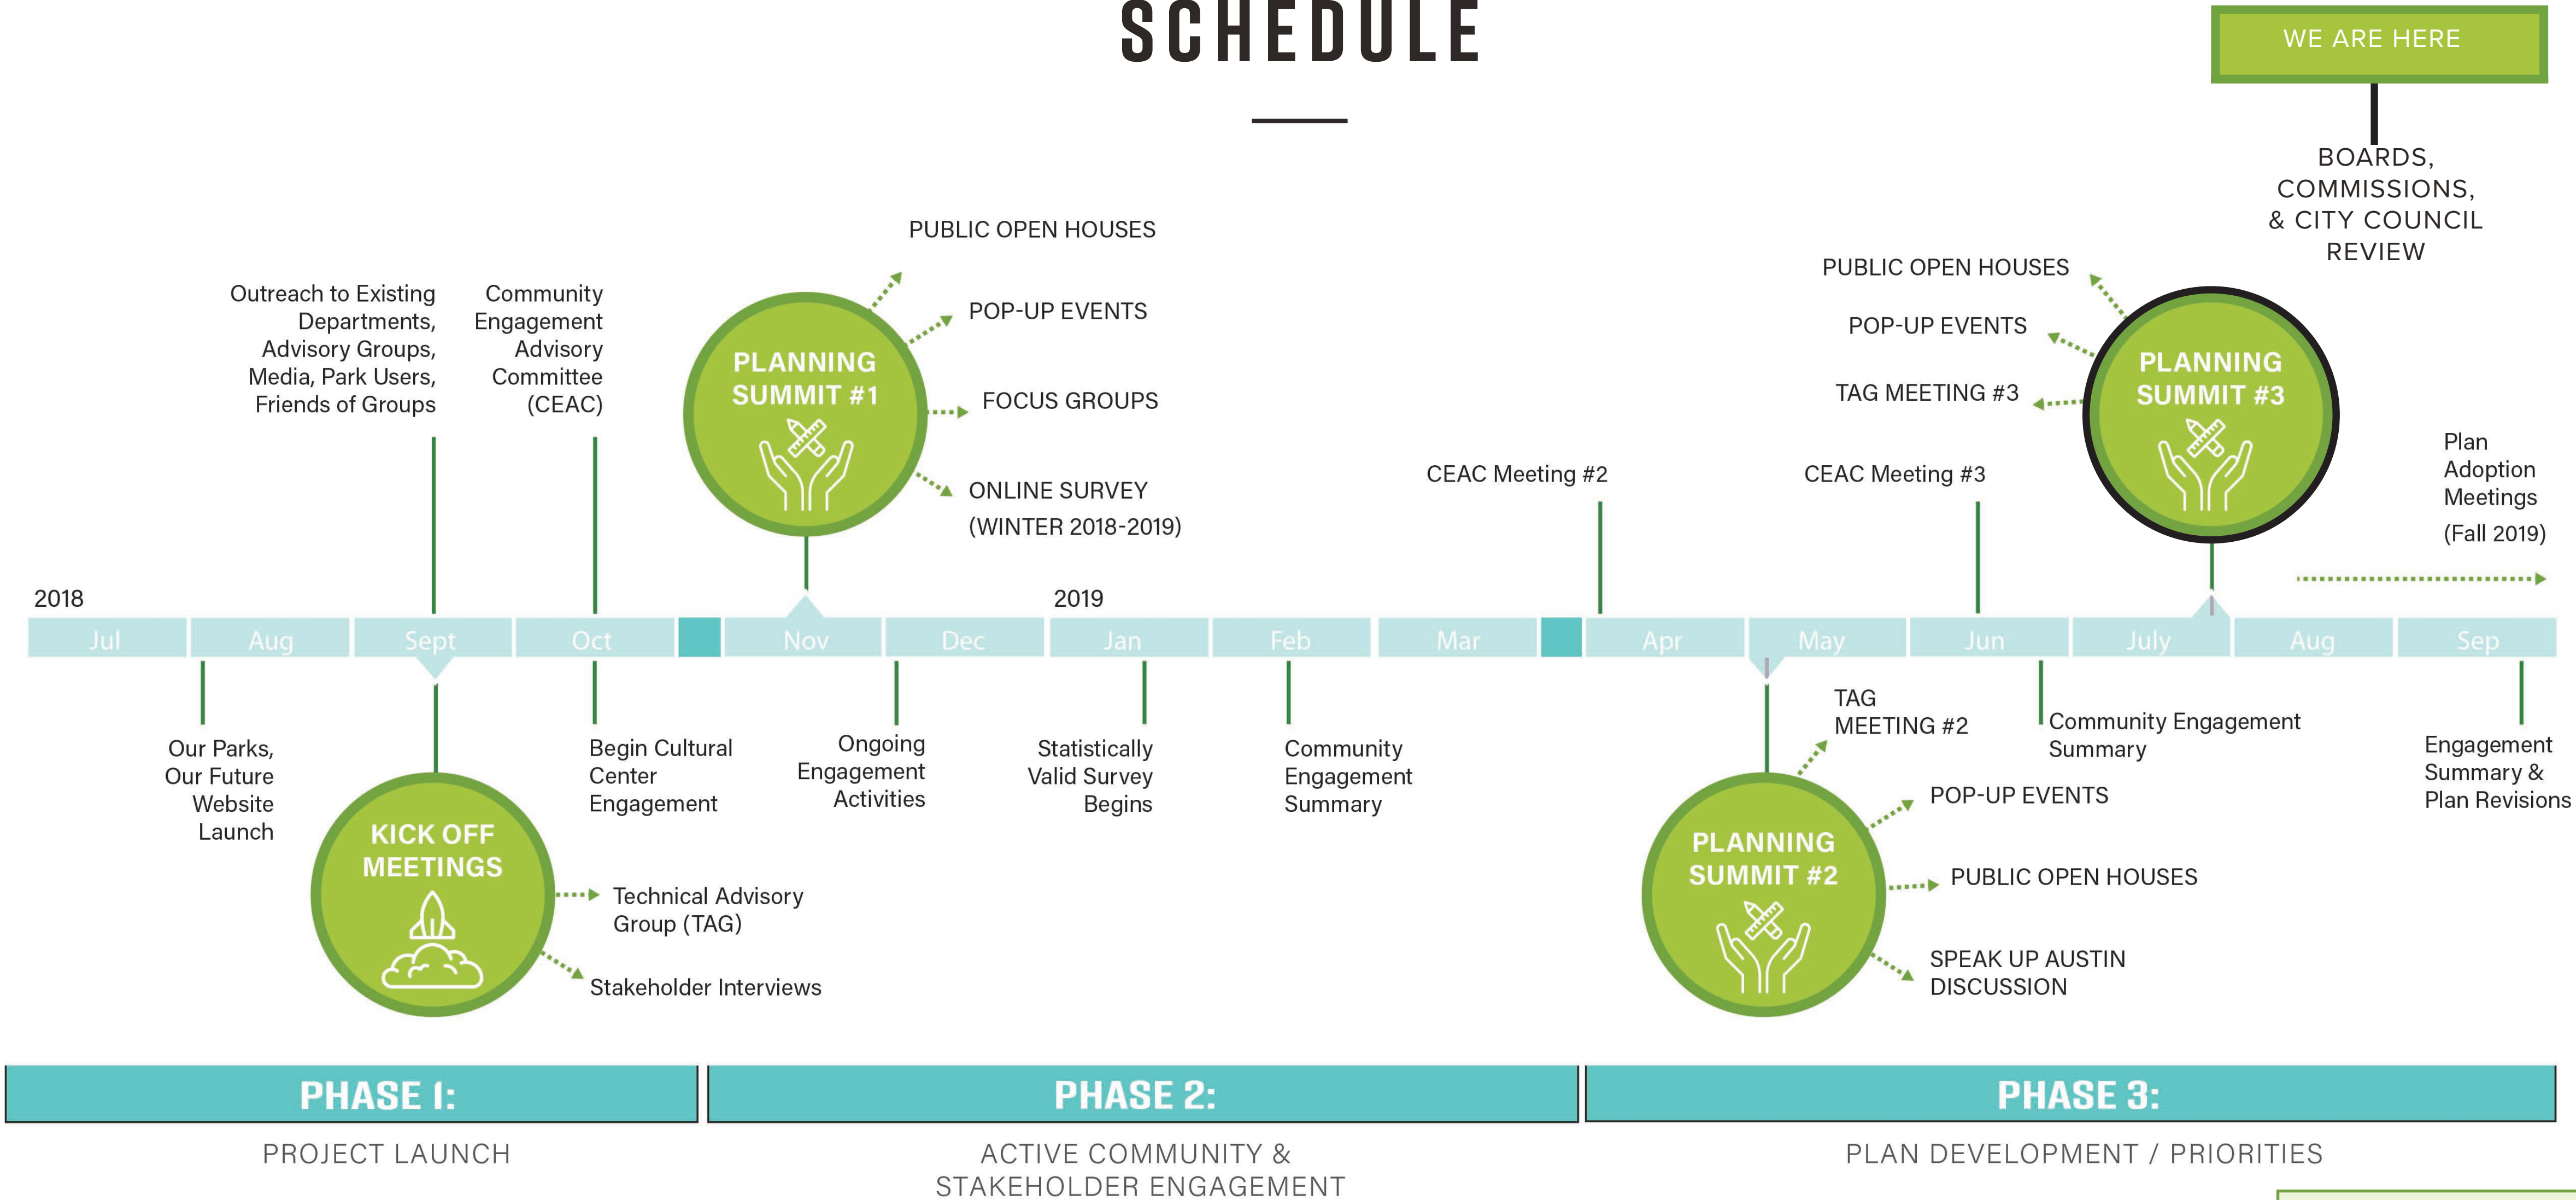 SCHEDULE
WE ARE HERE
BOARDS,
COMMISSIONS,
& CITY COUNCIL
REVIEW
Outreach to Existing
Departments,
Advisory Groups,
Media, Park Users,
Friends of Groups
Community
Engagement
Advisory
Committee
(CEAC)
PLANNING
SUMMIT #1
PUBLIC OPEN HOUSES
POP-UP EVENTS
FOCUS GROUPS
ONLINE SURVEY
(WINTER 2018-2019)
CEAC Meeting #2
CEAC Meeting #3
PUBLIC OPEN HOUSES
POP-UP EVENTS
TAG MEETING #3
PLANNING
SUMMIT #3
Plan
Adoption
Meetings
(Fall 2019)
2018
2019
Jul
Aug
Sept
Oct
Nov
Dec
Jan
Feb
Mar
Apr
May
Jun
July
Aug
Sep
Our Parks,
Our Future
Website
Launch
KICK OFF
MEETINGS
Technical Advisory
Group (TAG)
Stakeholder Interviews
Begin Cultural
Center
Engagement
Ongoing
Engagement
Activities
Statistically
Valid Survey
Begins
Community
Engagement
Summary
PLANNING
SUMMIT #2
TAG
MEETING #2
POP-UP EVENTS
PUBLIC OPEN HOUSES
SPEAK UP AUSTIN
DISCUSSION
Community Engagement
Summary
Engagement
Summary &
Plan Revisions
PHASE 1:
PROJECT LAUNCH
PHASE 2:
ACTIVE COMMUNITY &
STAKEHOLDER ENGAGEMENT
PHASE 3:
PLAN DEVELOPMENT / PRIORITIES